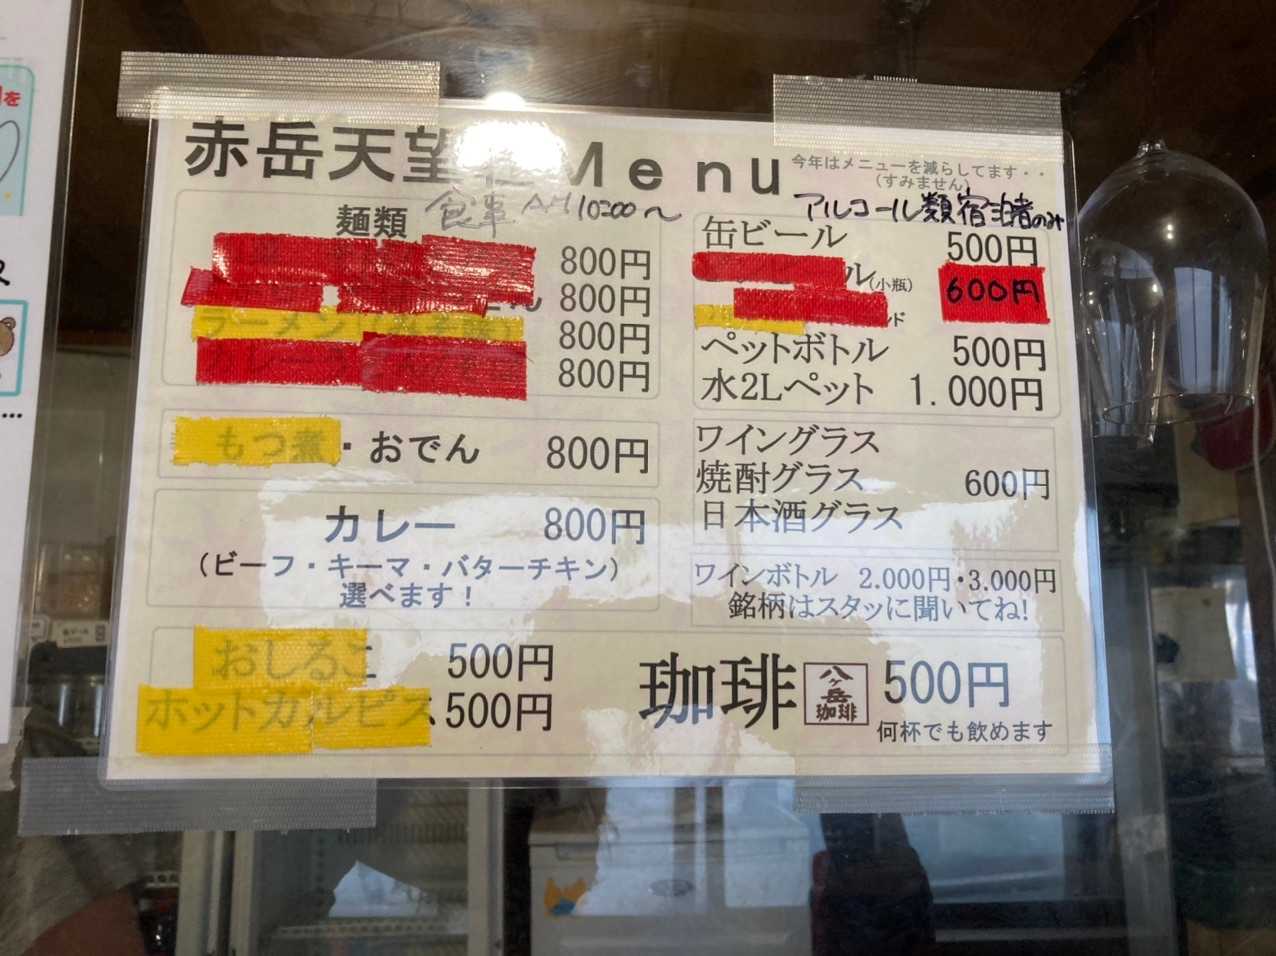 赤岳天望 Menu
今年はメニューを減らしてます・・
(すみません)
麺類 食事 AM10:00〜
800円
800円
ラーメン 800円
800円
もつ煮・おでん 800円
カレー 800円
(ビーフ・キーマ・バターチキン)
選べます！
おしるこ 500円
ホットカルピス 500円
アルコール類宿泊者のみ
缶ビール 500円
ル(小瓶) 600円
ド
ペットボトル 500円
水2Lペット 1.000円
ワイングラス
焼酎グラス 600円
日本酒グラス
ワインボトル 2.000円・3.000円
銘柄はスタッに聞いてね!
珈琲 八ヶ岳珈琲 500円
何杯でも飲めます